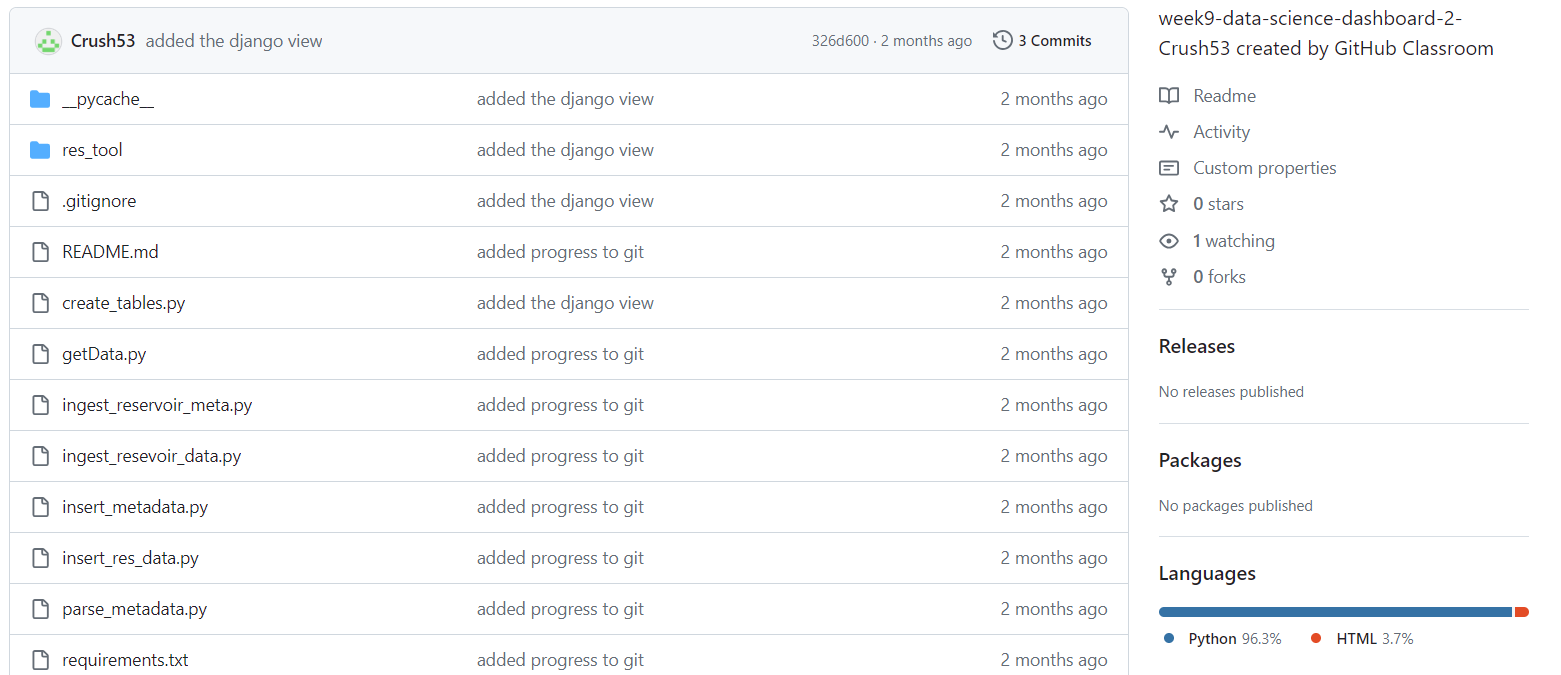 Crush53 added the django view 326d600 · 2 months ago 3 Commits
__pycache__ added the django view 2 months ago
res_tool added the django view 2 months ago
.gitignore added the django view 2 months ago
README.md added progress to git 2 months ago
create_tables.py added the django view 2 months ago
getData.py added progress to git 2 months ago
ingest_reservoir_meta.py added progress to git 2 months ago
ingest_resevoir_data.py added progress to git 2 months ago
insert_metadata.py added progress to git 2 months ago
insert_res_data.py added progress to git 2 months ago
parse_metadata.py added progress to git 2 months ago
requirements.txt added progress to git 2 months ago
week9-data-science-dashboard-2-
Crush53 created by GitHub Classroom
Readme
Activity
Custom properties
0 stars
1 watching
0 forks
Releases
No releases published
Packages
No packages published
Languages
Python 96.3% HTML 3.7%